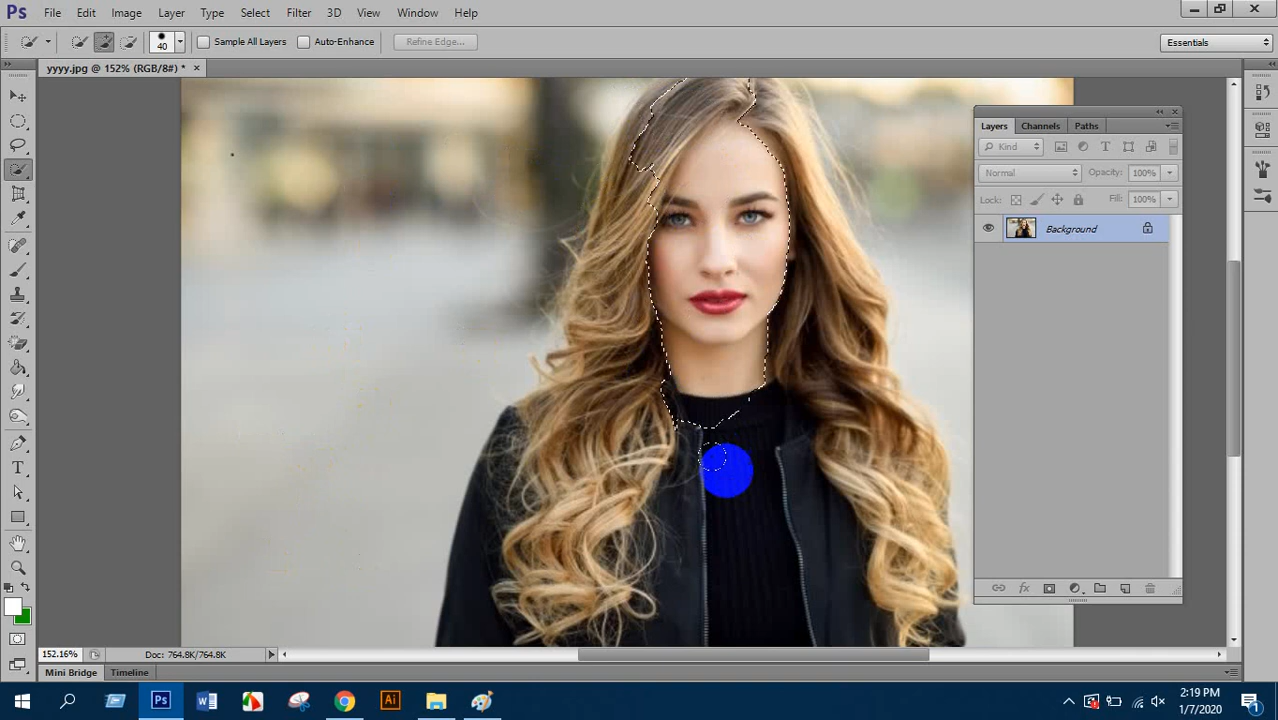 Ps File Edit Image Layer Type Select Filter 3D View Window Help
40 Sample All Layers Auto-Enhance Refine Edge... Essentials
yyyy.jpg @ 152% (RGB/8#) * ×
Layers Channels Paths
Kind
Normal Opacity: 100%
Lock: Fill: 100%
Background
T
152.16% Doc: 764.8K/764.8K
Mini Bridge Timeline
Ps W Ai 2:19 PM
1/7/2020 1